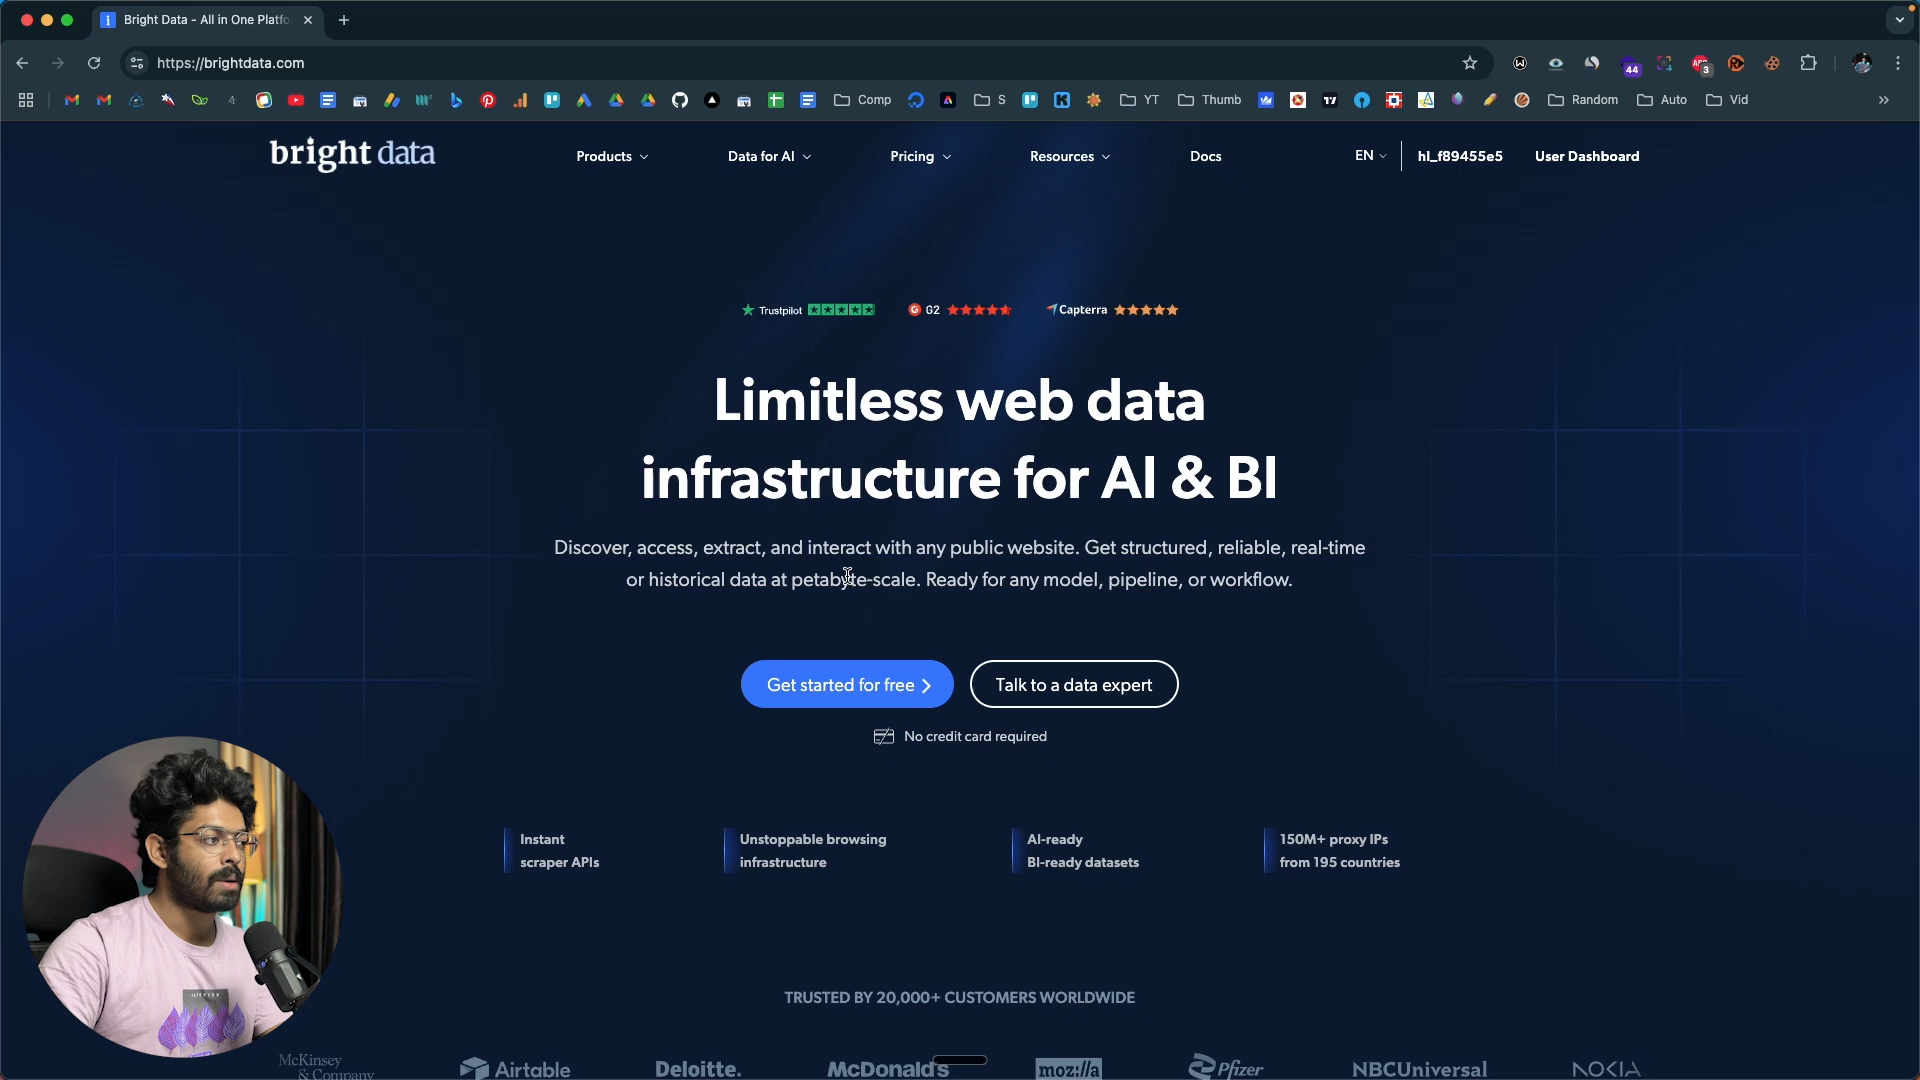 Bright Data - All in One Platfo
https://brightdata.com
44
ABP
3
Comp
S
YT
Thumb
Random
Auto
Vid
bright data
Products
Data for AI
Pricing
Resources
Docs
EN
hl_f89455e5
User Dashboard
Trustpilot
G2
Capterra
Limitless web data
infrastructure for AI & BI
Discover, access, extract, and interact with any public website. Get structured, reliable, real-time
or historical data at petabyte-scale. Ready for any model, pipeline, or workflow.
Get started for free
Talk to a data expert
No credit card required
Instant
scraper APIs
Unstoppable browsing
infrastructure
AI-ready
BI-ready datasets
150M+ proxy IPs
from 195 countries
TRUSTED BY 20,000+ CUSTOMERS WORLDWIDE
McKinsey
& Company
Airtable
Deloitte.
McDonald's
moz://a
Pfizer
NBCUniversal
NOKIA